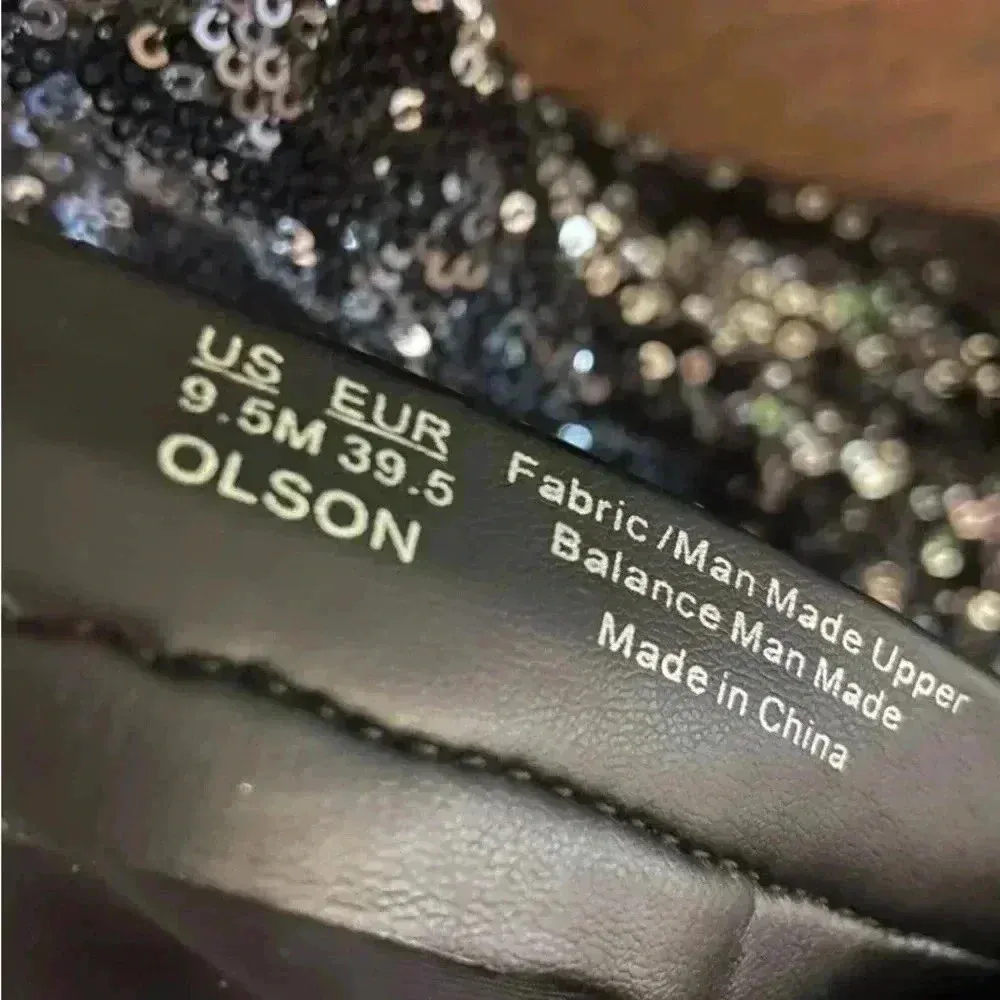 US EUR
9.5M 39.5
OLSON
Fabric /Man Made Upper
Balance Man Made
Made in China